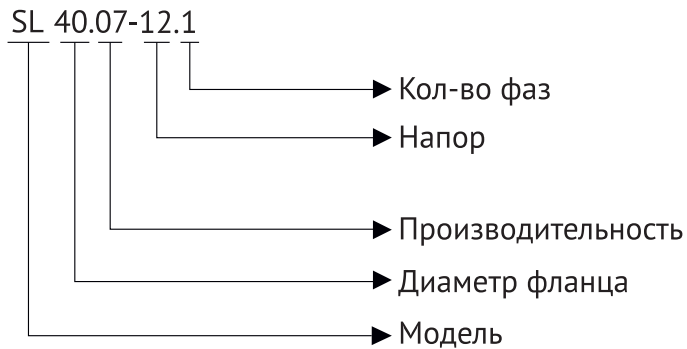 SL 40.07-12.1
Кол-во фаз
Напор
Производительность
Диаметр фланца
Модель